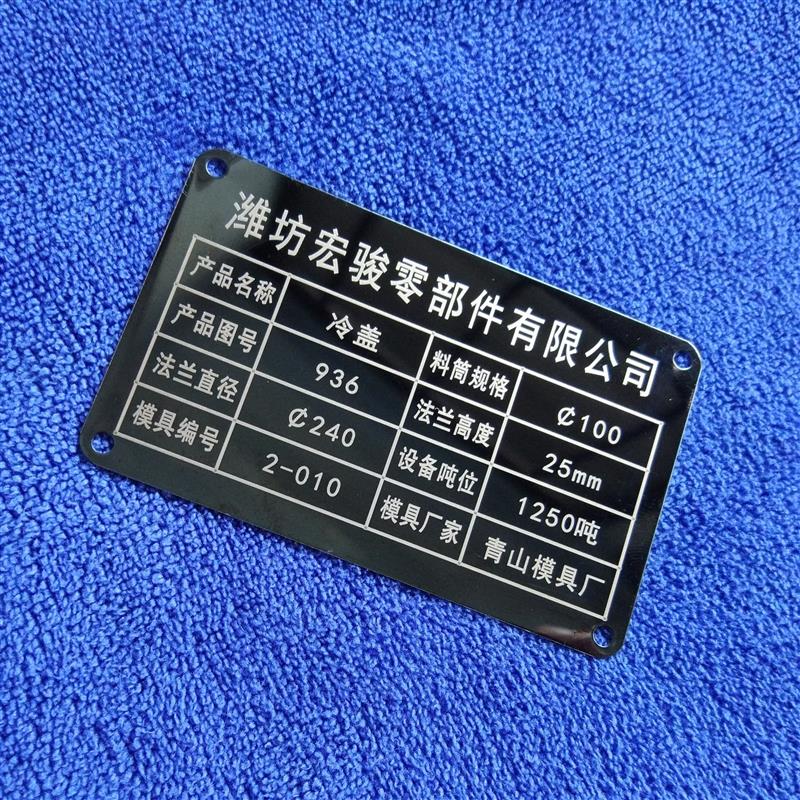 潍坊宏骏零部件有限公司
产品名称 冷盖 料筒规格 ¢100
产品图号 936 法兰高度 25mm
法兰直径 ¢240 设备吨位 1250吨
模具编号 2-010 模具厂家 青山模具厂